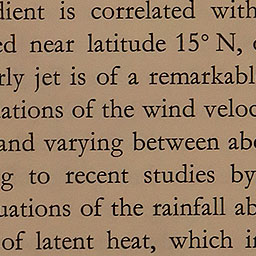 dient is correlated with
ed near latitude 15° N,
rly jet is of a remarkabl
ations of the wind veloc
and varying between abo
g to recent studies by
uations of the rainfall ab
of latent heat, which i